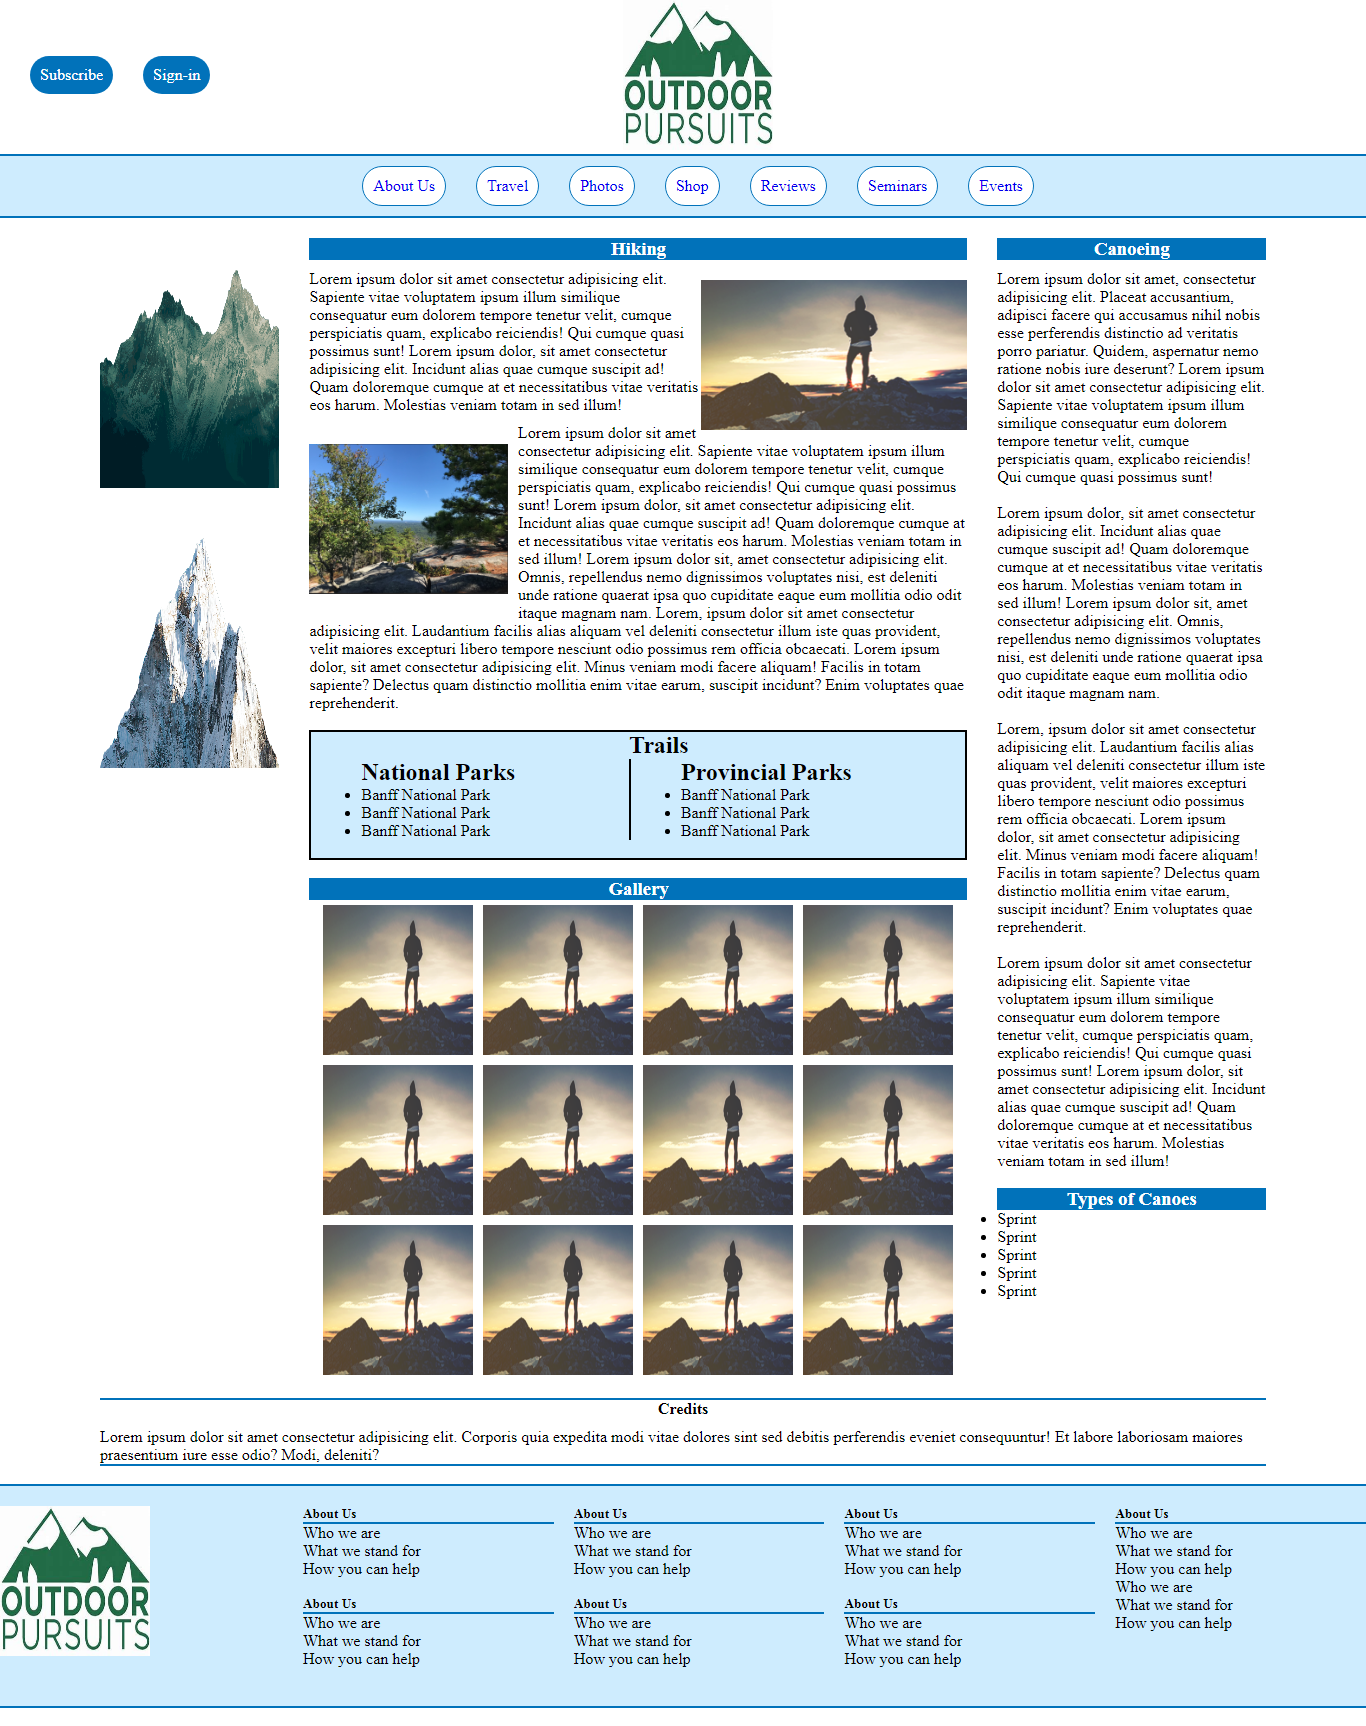 Subscribe
Sign-in
OUTDOOR
PURSUITS
About Us
Travel
Photos
Shop
Reviews
Seminars
Events
Hiking
Lorem ipsum dolor sit amet consectetur adipisicing elit.
Sapiente vitae voluptatem ipsum illum similique
consequatur eum dolorem tempore tenetur velit, cumque
perspiciatis quam, explicabo reiciendis! Qui cumque quasi
possimus sunt! Lorem ipsum dolor, sit amet consectetur
adipisicing elit. Incidunt alias quae cumque suscipit ad!
Quam doloremque cumque at et necessitatibus vitae veritatis
eos harum. Molestias veniam totam in sed illum!
Lorem ipsum dolor sit amet
consectetur adipisicing elit. Sapiente vitae voluptatem ipsum illum
similique consequatur eum dolorem tempore tenetur velit, cumque
perspiciatis quam, explicabo reiciendis! Qui cumque quasi possimus
sunt! Lorem ipsum dolor, sit amet consectetur adipisicing elit.
Incidunt alias quae cumque suscipit ad! Quam doloremque cumque at
et necessitatibus vitae veritatis eos harum. Molestias veniam totam in
sed illum! Lorem ipsum dolor sit, amet consectetur adipisicing elit.
Omnis, repellendus nemo dignissimos voluptates nisi, est deleniti
unde ratione quaerat ipsa quo cupiditate eaque eum mollitia odio odit
itaque magnam nam. Lorem, ipsum dolor sit amet consectetur
adipisicing elit. Laudantium facilis alias aliquam vel deleniti consectetur illum iste quas provident,
velit maiores excepturi libero tempore nesciunt odio possimus rem officia obcaecati. Lorem ipsum
dolor, sit amet consectetur adipisicing elit. Minus veniam modi facere aliquam! Facilis in totam
sapiente? Delectus quam distinctio mollitia enim vitae earum, suscipit incidunt? Enim voluptates quae
reprehenderit.
Trails
National Parks
Banff National Park
Banff National Park
Banff National Park
Provincial Parks
Banff National Park
Banff National Park
Banff National Park
Gallery
Canoeing
Lorem ipsum dolor sit amet, consectetur
adipisicing elit. Placeat accusantium,
adipisci facere qui accusamus nihil nobis
esse perferendis distinctio ad veritatis
porro pariatur. Quidem, aspernatur nemo
ratione nobis iure deserunt? Lorem ipsum
dolor sit amet consectetur adipisicing elit.
Sapiente vitae voluptatem ipsum illum
similique consequatur eum dolorem
tempore tenetur velit, cumque
perspiciatis quam, explicabo reiciendis!
Qui cumque quasi possimus sunt!
Lorem ipsum dolor, sit amet consectetur
adipisicing elit. Incidunt alias quae
cumque suscipit ad! Quam doloremque
cumque at et necessitatibus vitae veritatis
eos harum. Molestias veniam totam in
sed illum! Lorem ipsum dolor sit, amet
consectetur adipisicing elit. Omnis,
repellendus nemo dignissimos voluptates
nisi, est deleniti unde ratione quaerat ipsa
quo cupiditate eaque eum mollitia odio
odit itaque magnam nam.
Lorem, ipsum dolor sit amet consectetur
adipisicing elit. Laudantium facilis alias
aliquam vel deleniti consectetur illum iste
quas provident, velit maiores excepturi
libero tempore nesciunt odio possimus
rem officia obcaecati. Lorem ipsum
dolor, sit amet consectetur adipisicing
elit. Minus veniam modi facere aliquam!
Facilis in totam sapiente? Delectus quam
distinctio mollitia enim vitae earum,
suscipit incidunt? Enim voluptates quae
reprehenderit.
Lorem ipsum dolor sit amet consectetur
adipisicing elit. Sapiente vitae
voluptatem ipsum illum similique
consequatur eum dolorem tempore
tenetur velit, cumque perspiciatis quam,
explicabo reiciendis! Qui cumque quasi
possimus sunt! Lorem ipsum dolor, sit
amet consectetur adipisicing elit. Incidunt
alias quae cumque suscipit ad! Quam
doloremque cumque at et necessitatibus
vitae veritatis eos harum. Molestias
veniam totam in sed illum!
Types of Canoes
Sprint
Sprint
Sprint
Sprint
Sprint
Credits
Lorem ipsum dolor sit amet consectetur adipisicing elit. Corporis quia expedita modi vitae dolores sint sed debitis perferendis eveniet consequuntur! Et labore laboriosam maiores
praesentium iure esse odio? Modi, deleniti?
OUTDOOR
PURSUITS
About Us
Who we are
What we stand for
How you can help
About Us
Who we are
What we stand for
How you can help
About Us
Who we are
What we stand for
How you can help
About Us
Who we are
What we stand for
How you can help
Who we are
What we stand for
How you can help
About Us
Who we are
What we stand for
How you can help
About Us
Who we are
What we stand for
How you can help
About Us
Who we are
What we stand for
How you can help